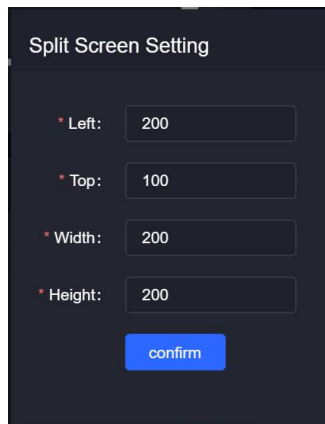 Split Screen Setting
* Left: 200
* Top: 100
* Width: 200
* Height: 200
confirm